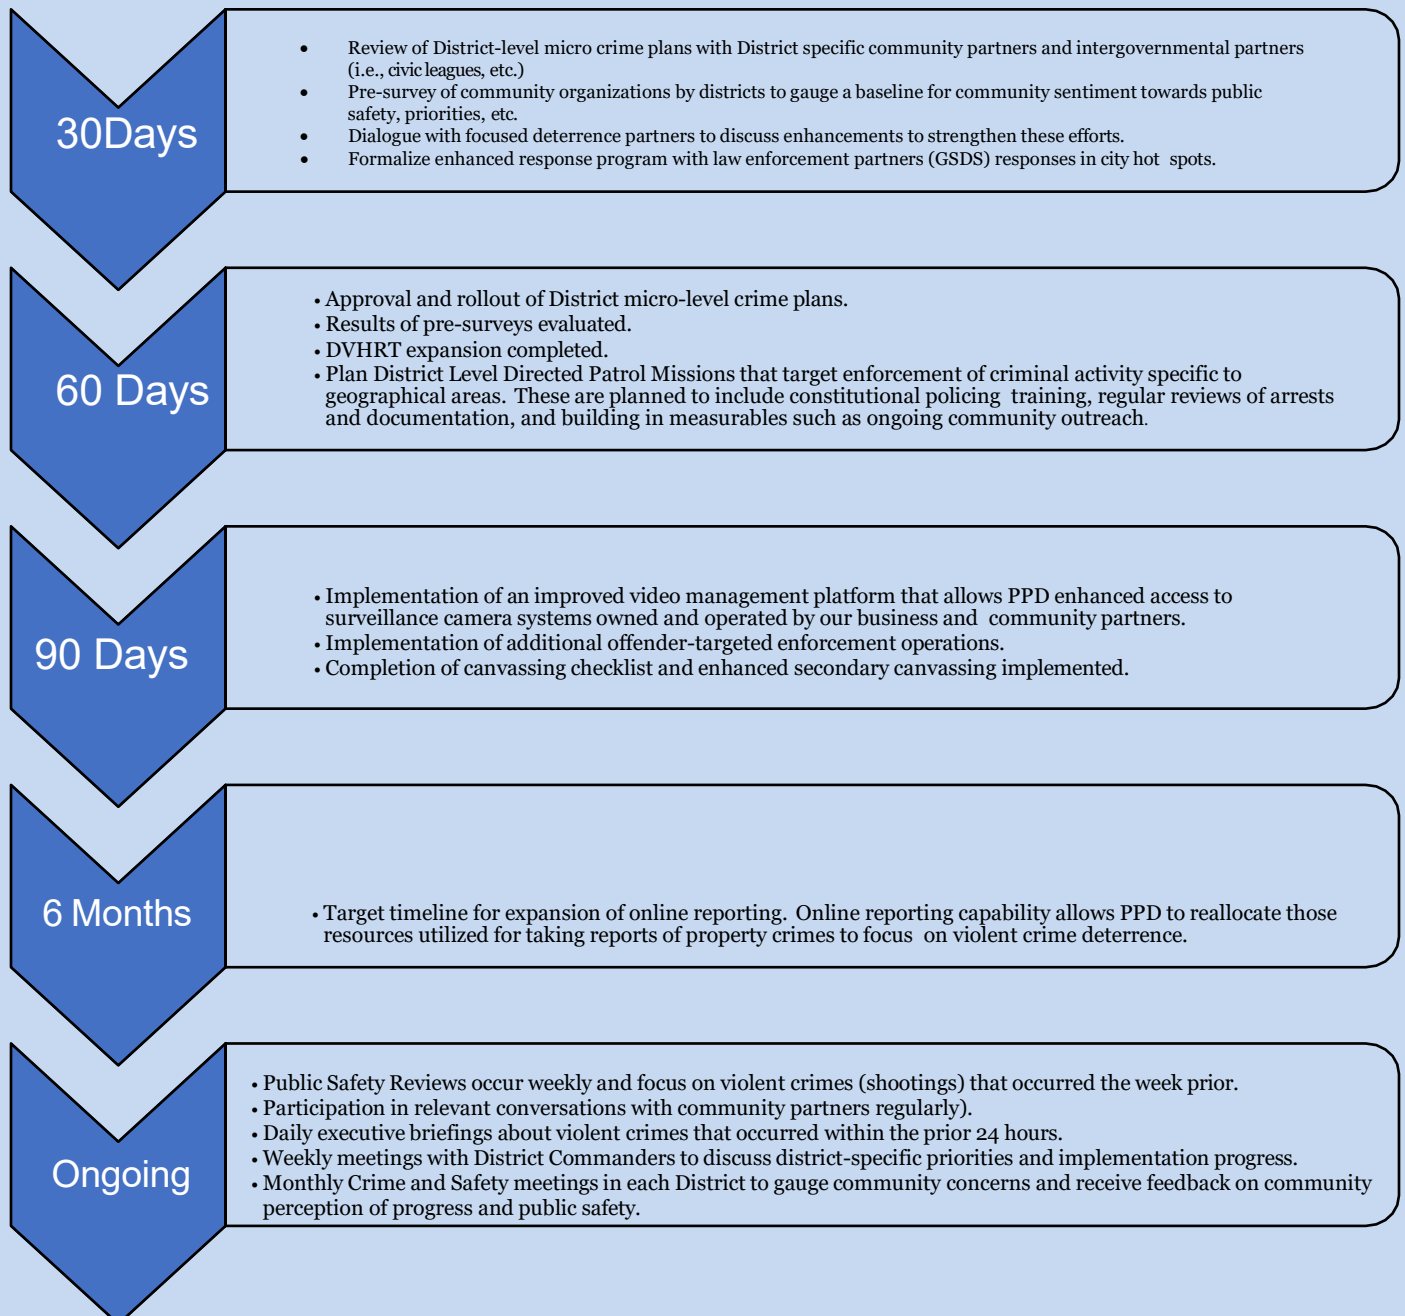 30Days
• Review of District-level micro crime plans with District specific community partners and intergovernmental partners
(i.e., civic leagues, etc.)
• Pre-survey of community organizations by districts to gauge a baseline for community sentiment towards public
safety, priorities, etc.
• Dialogue with focused deterrence partners to discuss enhancements to strengthen these efforts.
• Formalize enhanced response program with law enforcement partners (GSDS) responses in city hot spots.
60 Days
• Approval and rollout of District micro-level crime plans.
• Results of pre-surveys evaluated.
• DVHRT expansion completed.
• Plan District Level Directed Patrol Missions that target enforcement of criminal activity specific to
geographical areas. These are planned to include constitutional policing training, regular reviews of arrests
and documentation, and building in measurables such as ongoing community outreach.
90 Days
• Implementation of an improved video management platform that allows PPD enhanced access to
surveillance camera systems owned and operated by our business and community partners.
• Implementation of additional offender-targeted enforcement operations.
• Completion of canvassing checklist and enhanced secondary canvassing implemented.
6 Months
• Target timeline for expansion of online reporting. Online reporting capability allows PPD to reallocate those
resources utilized for taking reports of property crimes to focus on violent crime deterrence.
Ongoing
• Public Safety Reviews occur weekly and focus on violent crimes (shootings) that occurred the week prior.
• Participation in relevant conversations with community partners regularly).
• Daily executive briefings about violent crimes that occurred within the prior 24 hours.
• Weekly meetings with District Commanders to discuss district-specific priorities and implementation progress.
• Monthly Crime and Safety meetings in each District to gauge community concerns and receive feedback on community
perception of progress and public safety.